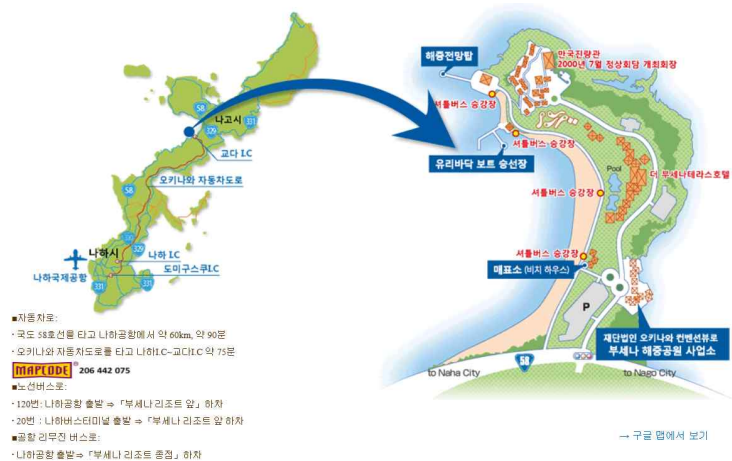 58
나고시
331
329
교다 I.C
오키나와 자동차도로
58
나하시
329
나하 I.C
나하국제공항
도미구스쿠I.C
331
331
해중전망탑
만국진량관
2000년 7월 정상회담 개최회장
셔틀버스 승강장
셔틀버스 승강장
유리바닥 보트 승선장
Pool
더 부세나테라스호텔
셔틀버스 승강장
셔틀버스 승강장
매표소 (비치 하우스)
P
재단법인 오키나와 컨벤션뷰로
부세나 해중공원 사업소
58
to Naha City
to Nago City
■자동차로:
· 국도 58호선을 타고 나하공항에서 약 60km, 약 90분
· 오키나와 자동차도로를 타고 나하I.C~교다I.C 약 75분
MAPCODE® 206 442 075
■노선버스로:
· 120번: 나하공항 출발 ⇒ 「부세나 리조트 앞」 하차
· 20번 : 나하버스터미널 출발 ⇒ 「부세나 리조트 앞 하차
■공항 리무진 버스로:
· 나하공항 출발⇒ 「부세나 리조트 종점」 하차
→ 구글 맵에서 보기